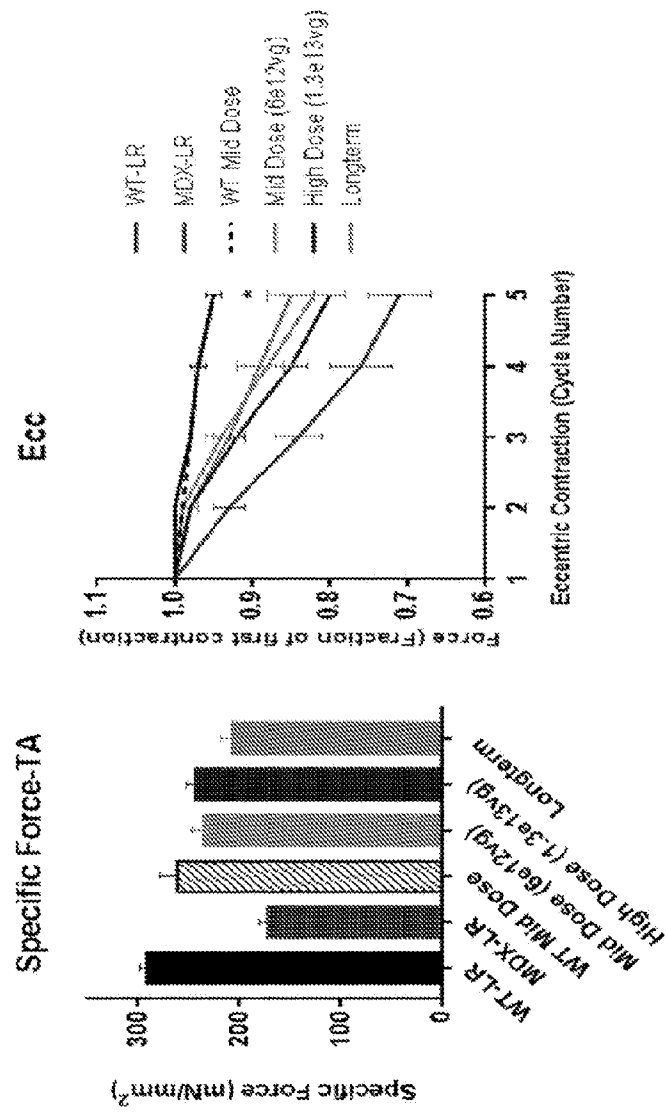 Specific Force-TA
Specific Force (mN/mm²)
300
200
100
0
WT-LR
MDX-LR
WT Mid Dose
Mid Dose (6e12vg)
High Dose (1.3e13vg)
Longterm
Ecc
Force (Fraction of first contraction)
1.1
1.0
0.9
0.8
0.7
0.6
1
2
3
4
5
*
Eccentric Contraction (Cycle Number)
WT-LR
MDX-LR
WT Mid Dose
Mid Dose (6e12vg)
High Dose (1.3e13vg)
Longterm